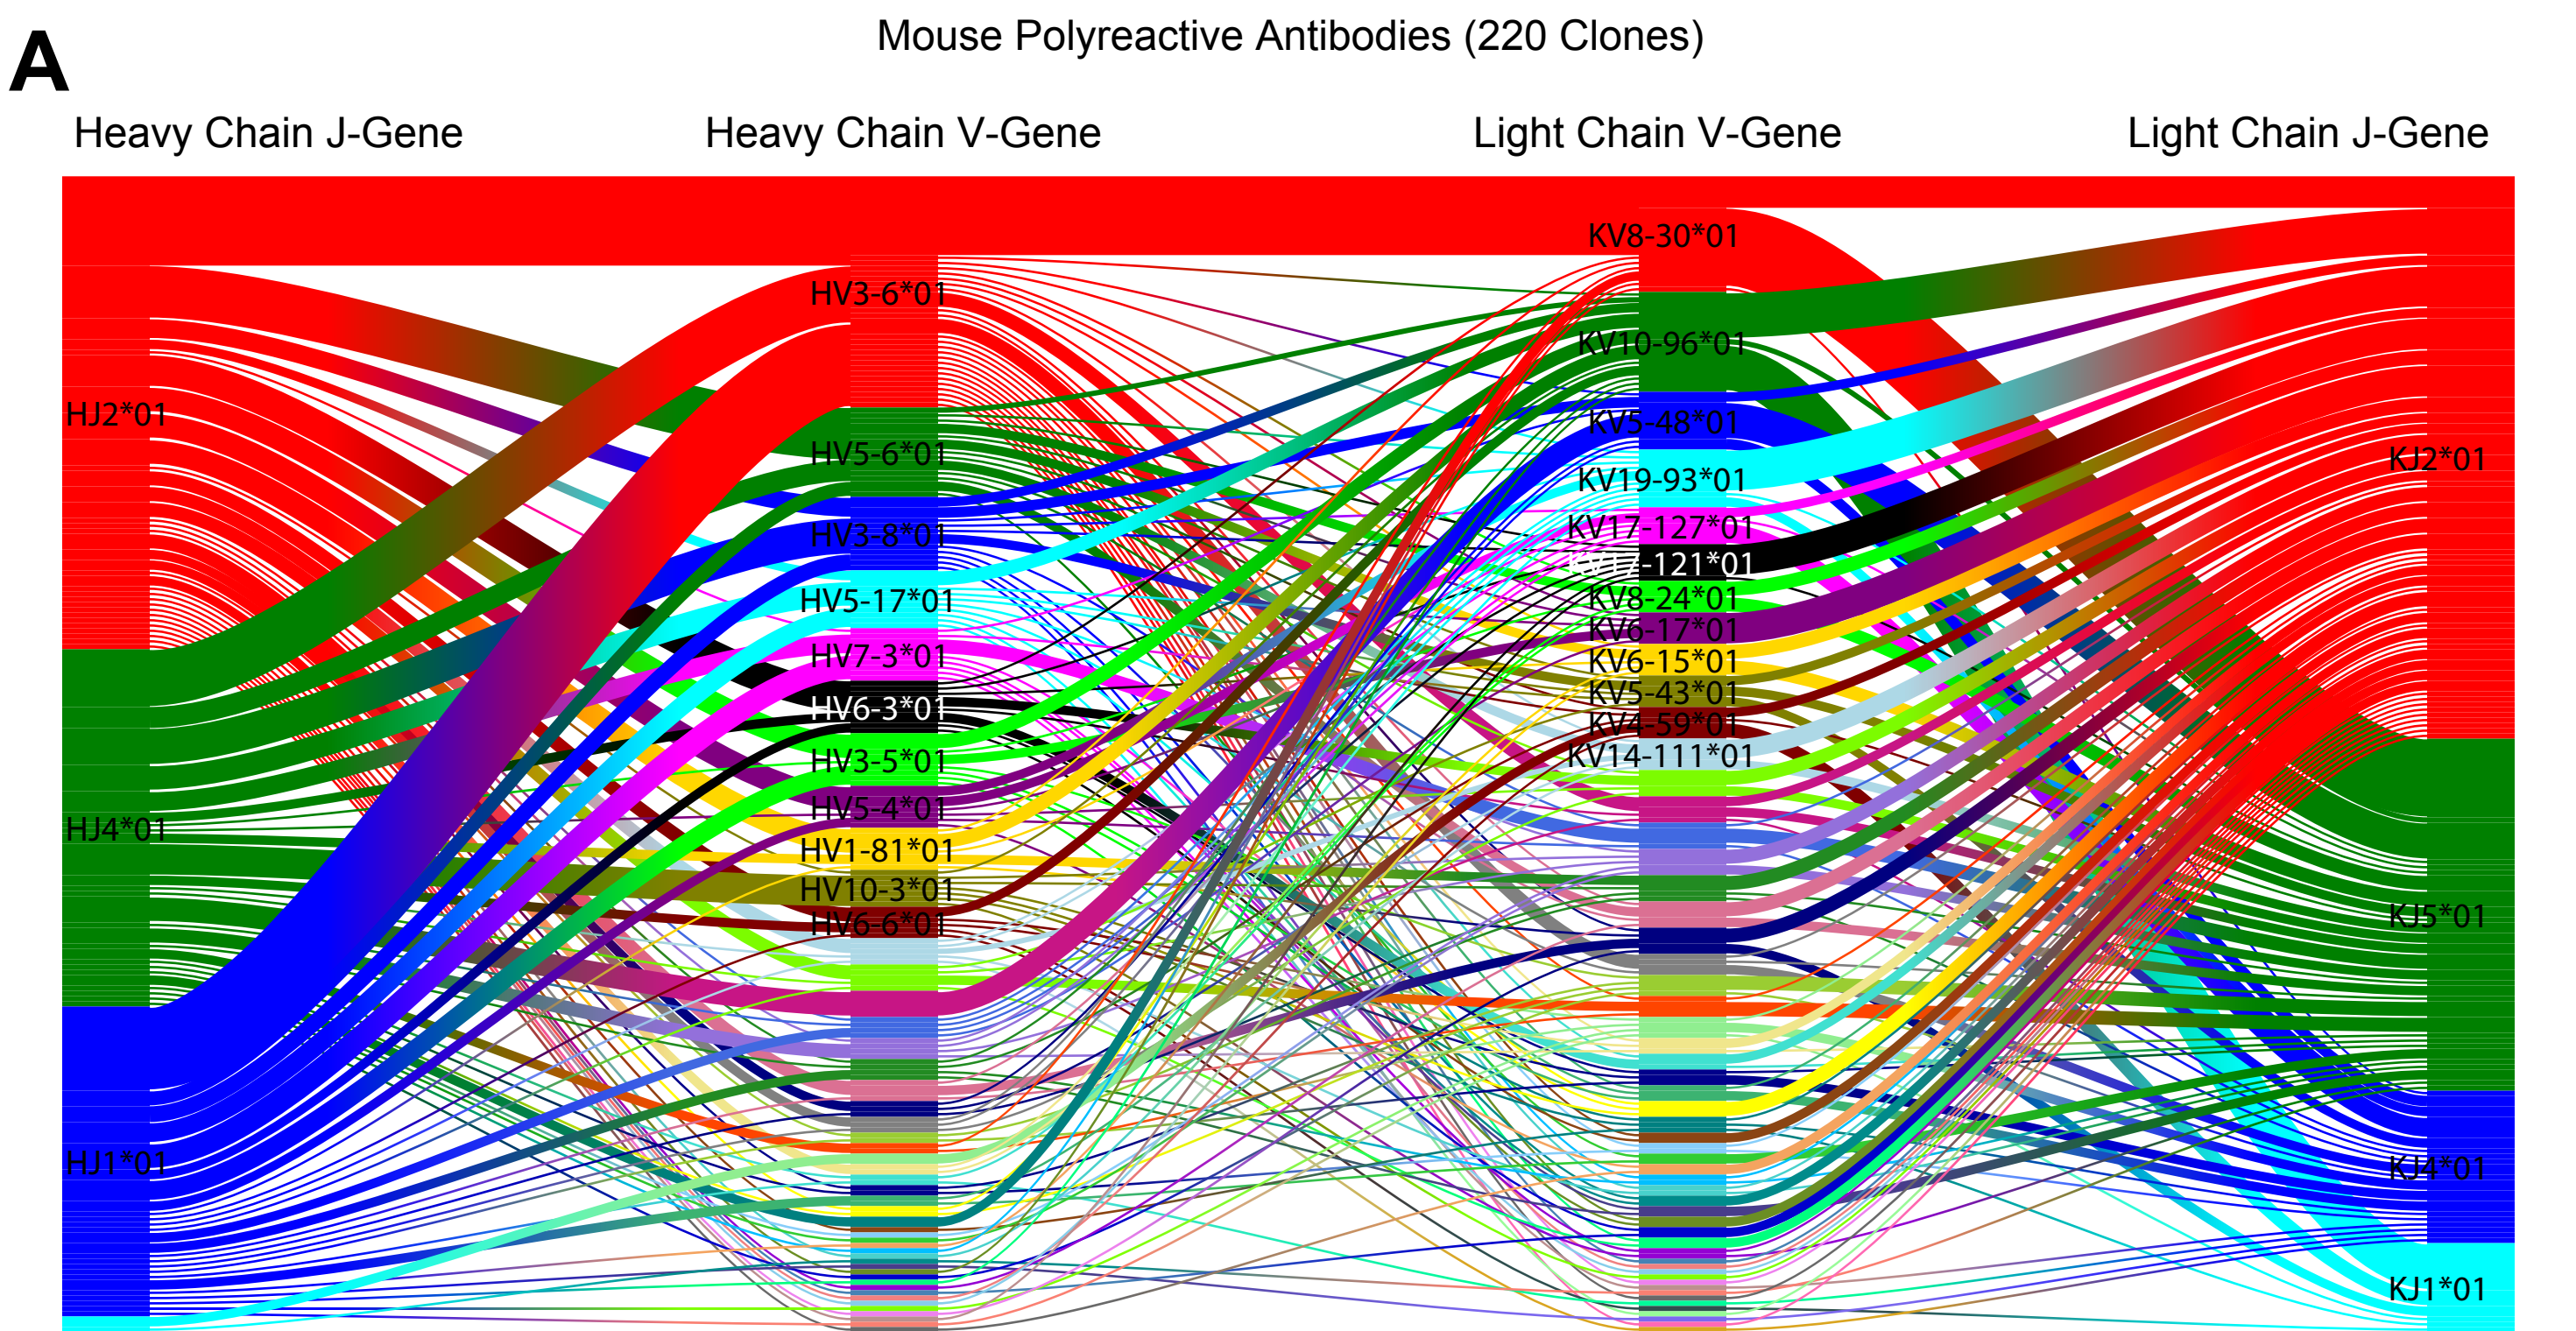 Mouse Polyreactive Antibodies (220 Clones)
A
Heavy Chain J-Gene
Heavy Chain V-Gene
Light Chain V-Gene
Light Chain J-Gene
HJ2*01
HJ4*01
HJ1*01
HV3-6*01
HV5-6*01
HV3-8*01
HV5-17*01
HV7-3*01
HV6-3*01
HV3-5*01
HV5-4*01
HV1-81*01
HV10-3*01
HV6-6*01
KV8-30*01
KV10-96*01
KV5-48*01
KV19-93*01
KV17-127*01
KV17-121*01
KV8-24*01
KV6-17*01
KV6-15*01
KV5-43*01
KV4-59*01
KV14-111*01
KJ2*01
KJ5*01
KJ4*01
KJ1*01